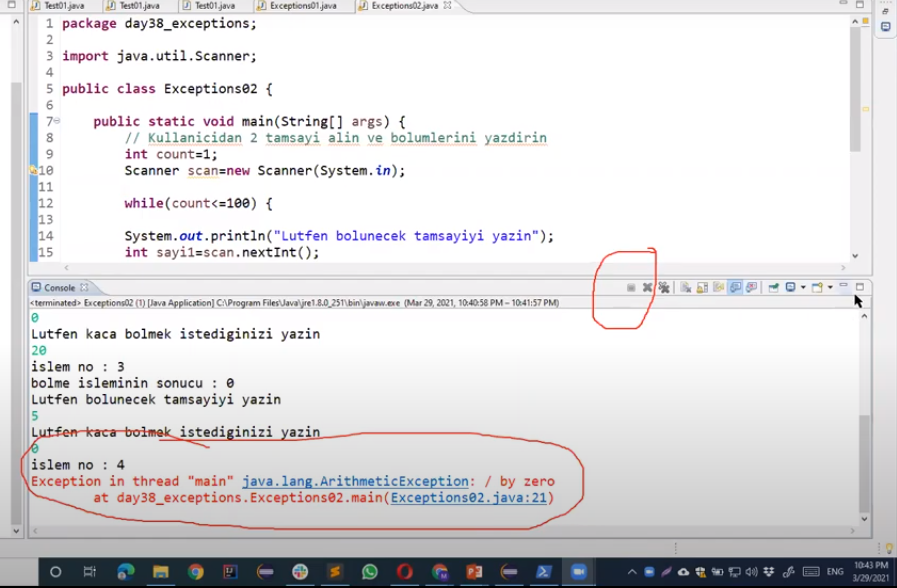 Test01.java Test01.java Test01.java Exceptions01.java Exceptions02.java
1 package day38_exceptions;
2
3 import java.util.Scanner;
4
5 public class Exceptions02 {
6
7 public static void main(String[] args) {
8 // Kullanicidan 2 tamsayi alin ve bolumlerini yazdirin
9 int count=1;
10 Scanner scan=new Scanner(System.in);
11
12 while(count<=100) {
13
14 System.out.println("Lutfen bolunecek tamsayiyi yazin");
15 int sayi1=scan.nextInt();
Console
<terminated> Exceptions02 (1) [Java Application] C:\Program Files\Java\jre1.8.0_251\bin\javaw.exe (Mar 29, 2021, 10:40:58 PM – 10:41:57 PM)
0
Lutfen kaca bolmek istediginizi yazin
20
islem no : 3
bolme isleminin sonucu : 0
Lutfen bolunecek tamsayiyi yazin
5
Lutfen kaca bolmek istediginizi yazin
0
islem no : 4
Exception in thread "main" java.lang.ArithmeticException: / by zero
at day38_exceptions.Exceptions02.main(Exceptions02.java:21)
10:43 PM
3/29/2021